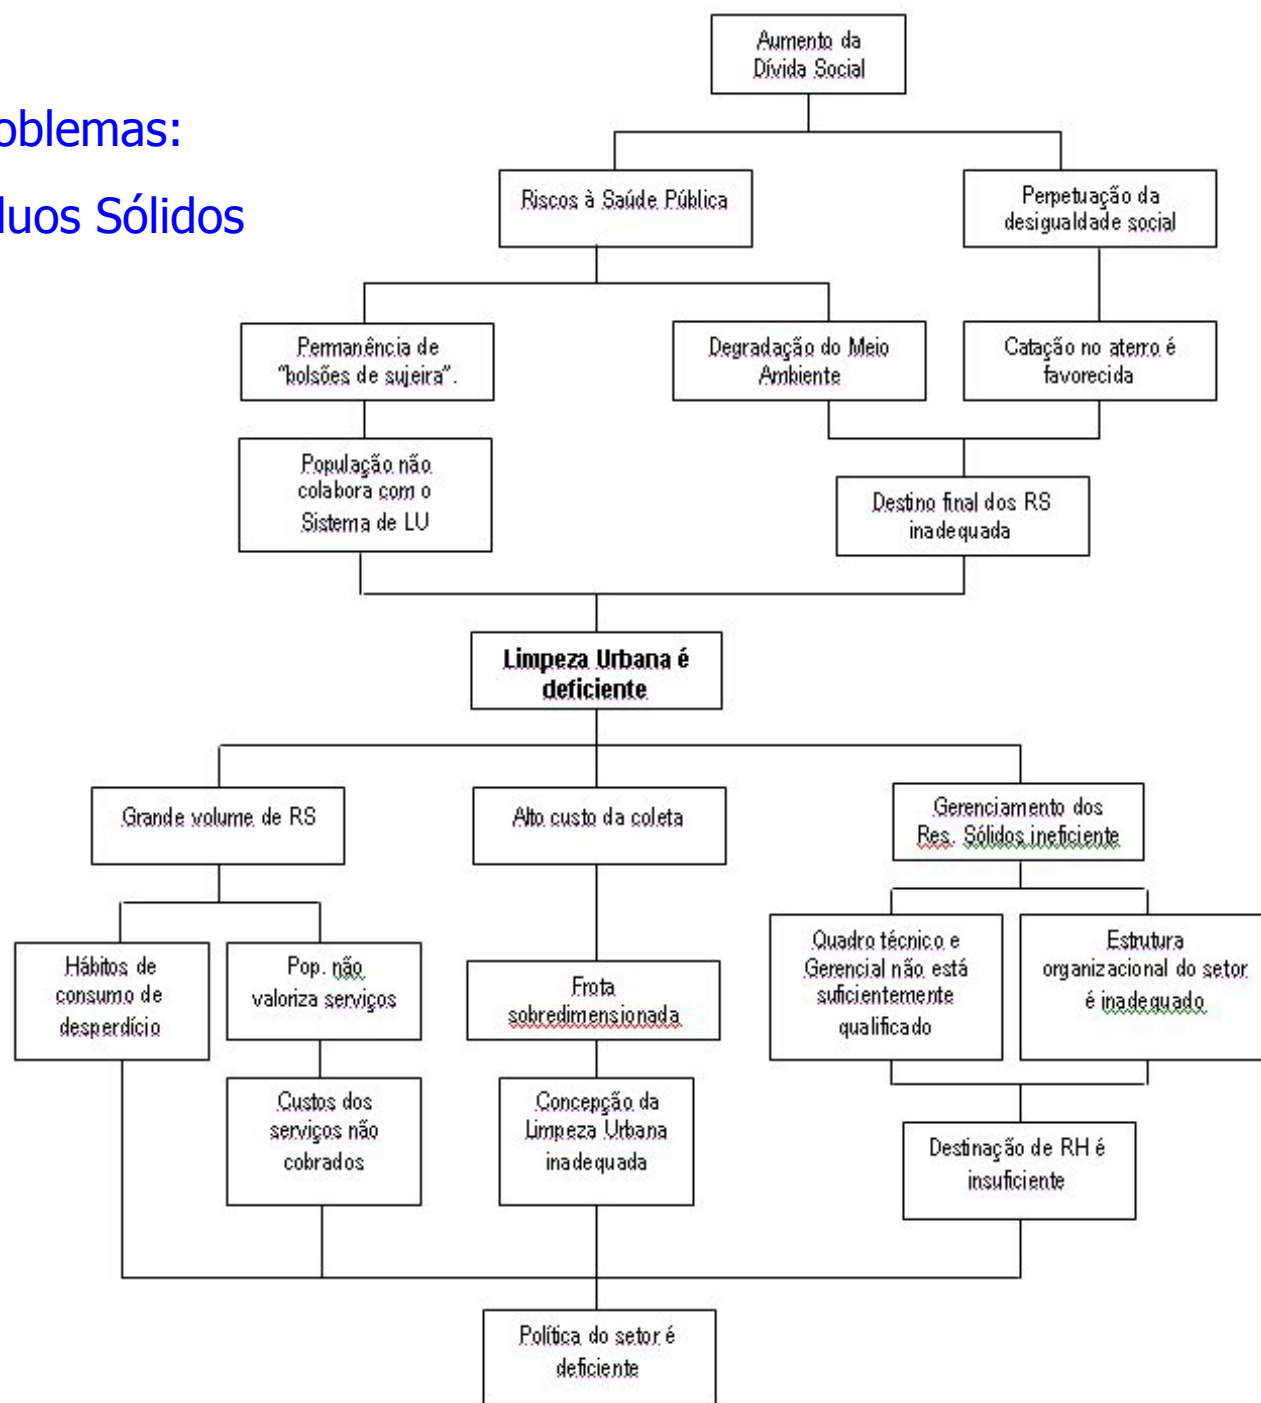 oblemas:
duos Sólidos
Aumento da
Dívida Social
Riscos à Saúde Pública
Perpetuação da
desigualdade social
Permanência de
"bolsões de sujeira".
Degradação do Meio
Ambiente
Catação no aterro é
favorecida
População não
colabora com o
Sistema de LU
Destino final dos RS
inadequada
Limpeza Urbana é
deficiente
Grande volume de RS
Alto custo da coleta
Gerenciamento dos
Res. Sólidos ineficiente
Hábitos de
consumo de
desperdício
Pop. não
valoriza serviços
Frota
sobredimensionada
Quadro técnico e
Gerencial não está
suficientemente
qualificado
Estrutura
organizacional do setor
é inadequado
Custos dos
serviços não
cobrados
Concepção da
Limpeza Urbana
inadequada
Destinação de RH é
insuficiente
Política do setor é
deficiente